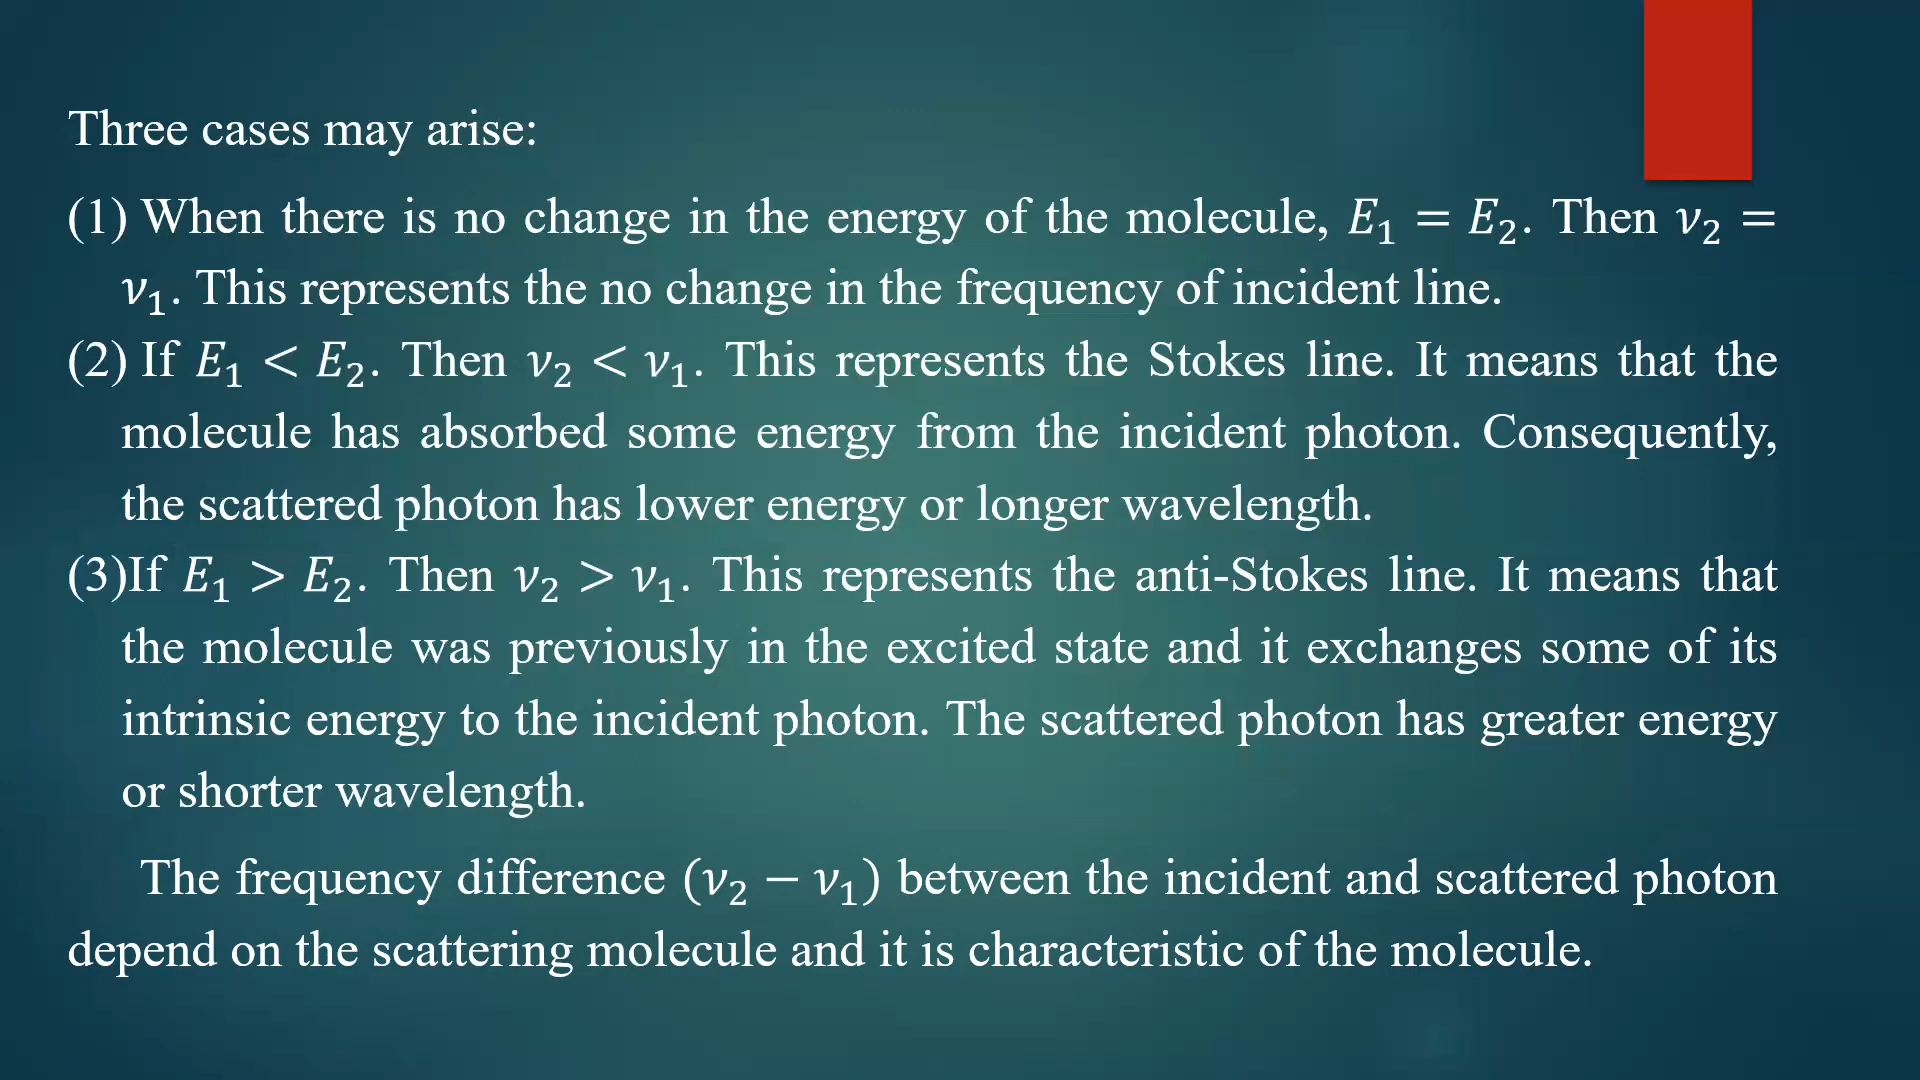 Three cases may arise:
(1) When there is no change in the energy of the molecule, E₁ = E₂. Then ν₂ =
ν₁. This represents the no change in the frequency of incident line.
(2) If E₁ < E₂. Then ν₂ < ν₁. This represents the Stokes line. It means that the
molecule has absorbed some energy from the incident photon. Consequently,
the scattered photon has lower energy or longer wavelength.
(3)If E₁ > E₂. Then ν₂ > ν₁. This represents the anti-Stokes line. It means that
the molecule was previously in the excited state and it exchanges some of its
intrinsic energy to the incident photon. The scattered photon has greater energy
or shorter wavelength.
The frequency difference (ν₂ − ν₁) between the incident and scattered photon
depend on the scattering molecule and it is characteristic of the molecule.